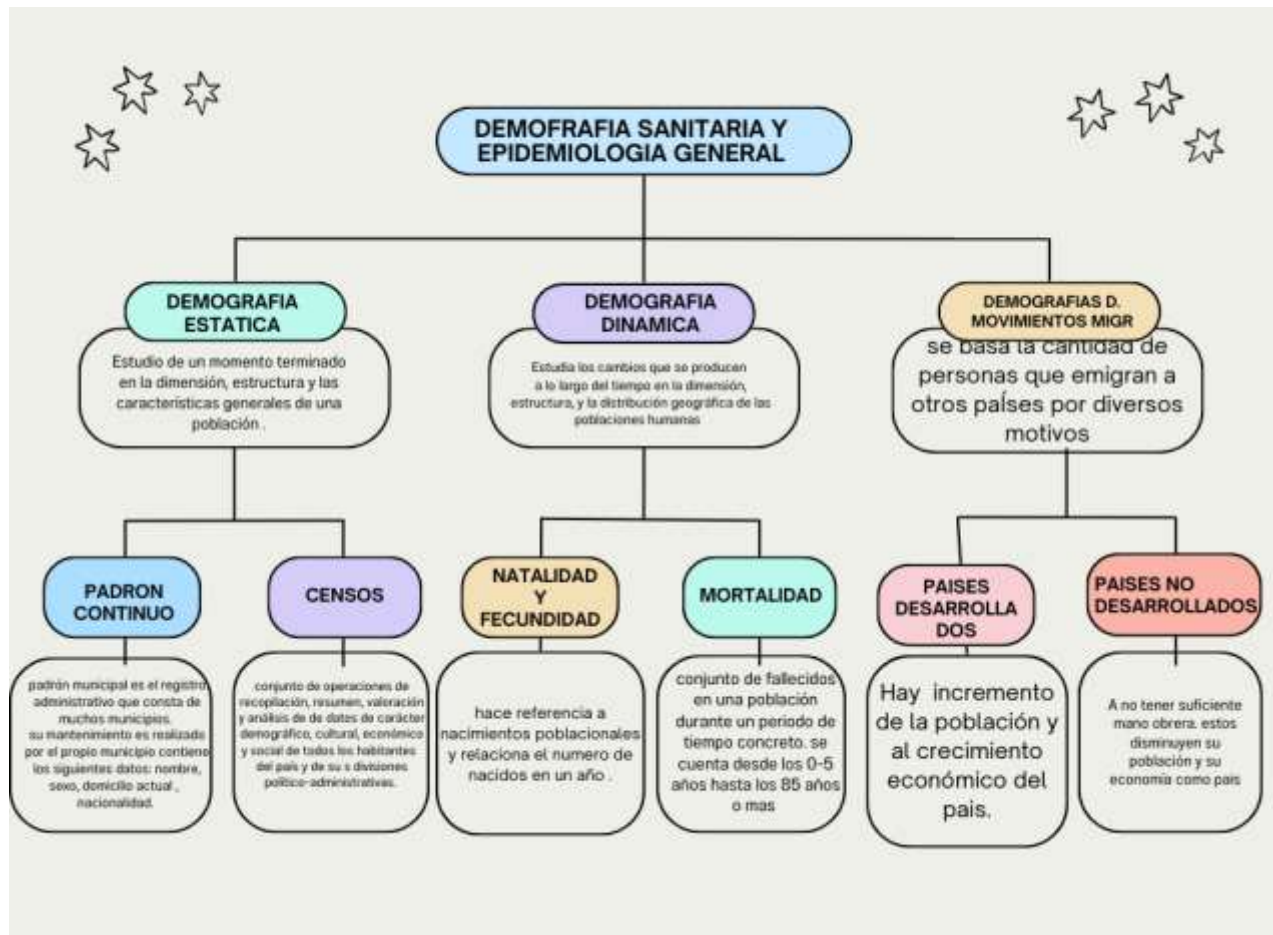 DEMOFRAFIA SANITARIA Y
EPIDEMIOLOGIA GENERAL
DEMOGRAFIA
ESTATICA
Estudio de un momento terminado
en la dimensión, estructura y las
características generales de una
población .
DEMOGRAFIA
DINAMICA
Estudia los cambios que se producen
a lo largo del tiempo en la dimensión,
estructura, y la distribución geográfica de las
poblaciones humanas
DEMOGRAFIAS D.
MOVIMIENTOS MIGR
se basa la cantidad de
personas que emigran a
otros países por diversos
motivos
PADRON
CONTINUO
padrón municipal es el registro
administrativo que consta de
muchos municipios.
su mantenimiento es realizado
por el propio municipio contiene
los siguientes datos: nombre,
sexo, domicilio actual ,
nacionalidad.
CENSOS
conjunto de operaciones de
recopilación, resumen, valoración
y análisis de de datos de carácter
demográfico, cultural, económico
y social de todos los habitantes
del país y de su s divisiones
político-administrativas.
NATALIDAD
Y
FECUNDIDAD
hace referencia a
nacimientos poblacionales
y relaciona el numero de
nacidos en un año .
MORTALIDAD
conjunto de fallecidos
en una población
durante un periodo de
tiempo concreto. se
cuenta desde los 0-5
años hasta los 85 años
o mas
PAISES
DESARROLLA
DOS
Hay incremento
de la población y
al crecimiento
económico del
pais.
PAISES NO
DESARROLLADOS
A no tener suficiente
mano obrera. estos
disminuyen su
población y su
economía como pais